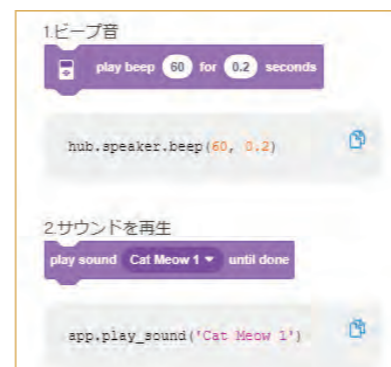 1.ビープ音
play beep 60 for 0.2 seconds
hub.speaker.beep(60, 0.2)
2.サウンドを再生
play sound Cat Meow 1 until done
app.play_sound('Cat Meow 1')